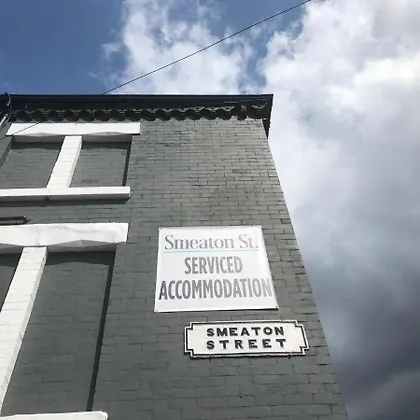 Smeaton St.
SERVICED
ACCOMMODATION
SMEATON
STREET